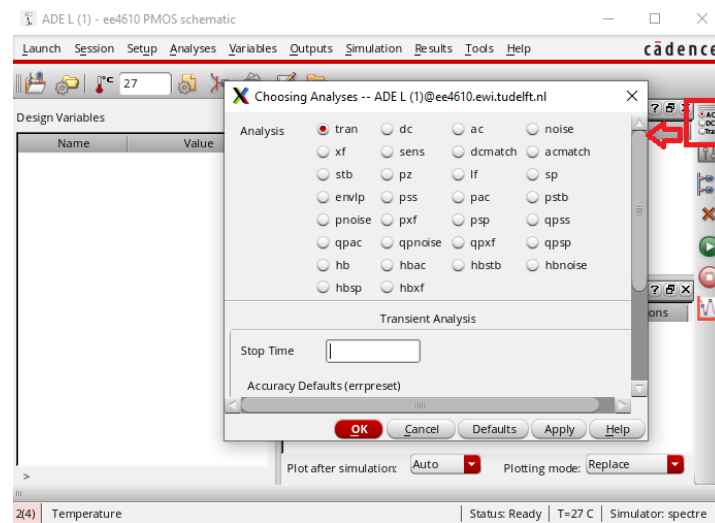 ADE L (1) - ee4610 PMOS schematic
Launch Session Setup Analyses Variables Outputs Simulation Results Tools Help cādence
°C 27
Choosing Analyses -- ADE L (1)@ee4610.ewi.tudelft.nl
Design Variables
Name Value
Analysis tran dc ac noise
xf sens dcmatch acmatch
stb pz lf sp
envlp pss pac pstb
pnoise pxf psp qpss
qpac qpnoise qpxf qpsp
hb hbac hbstb hbnoise
hbsp hbxf
Transient Analysis
Stop Time
Accuracy Defaults (errpreset)
OK Cancel Defaults Apply Help
? X
AC
DC
Tra
? X
ons
Plot after simulation: Auto Plotting mode: Replace
>
2(4) Temperature Status: Ready T=27 C Simulator: spectre